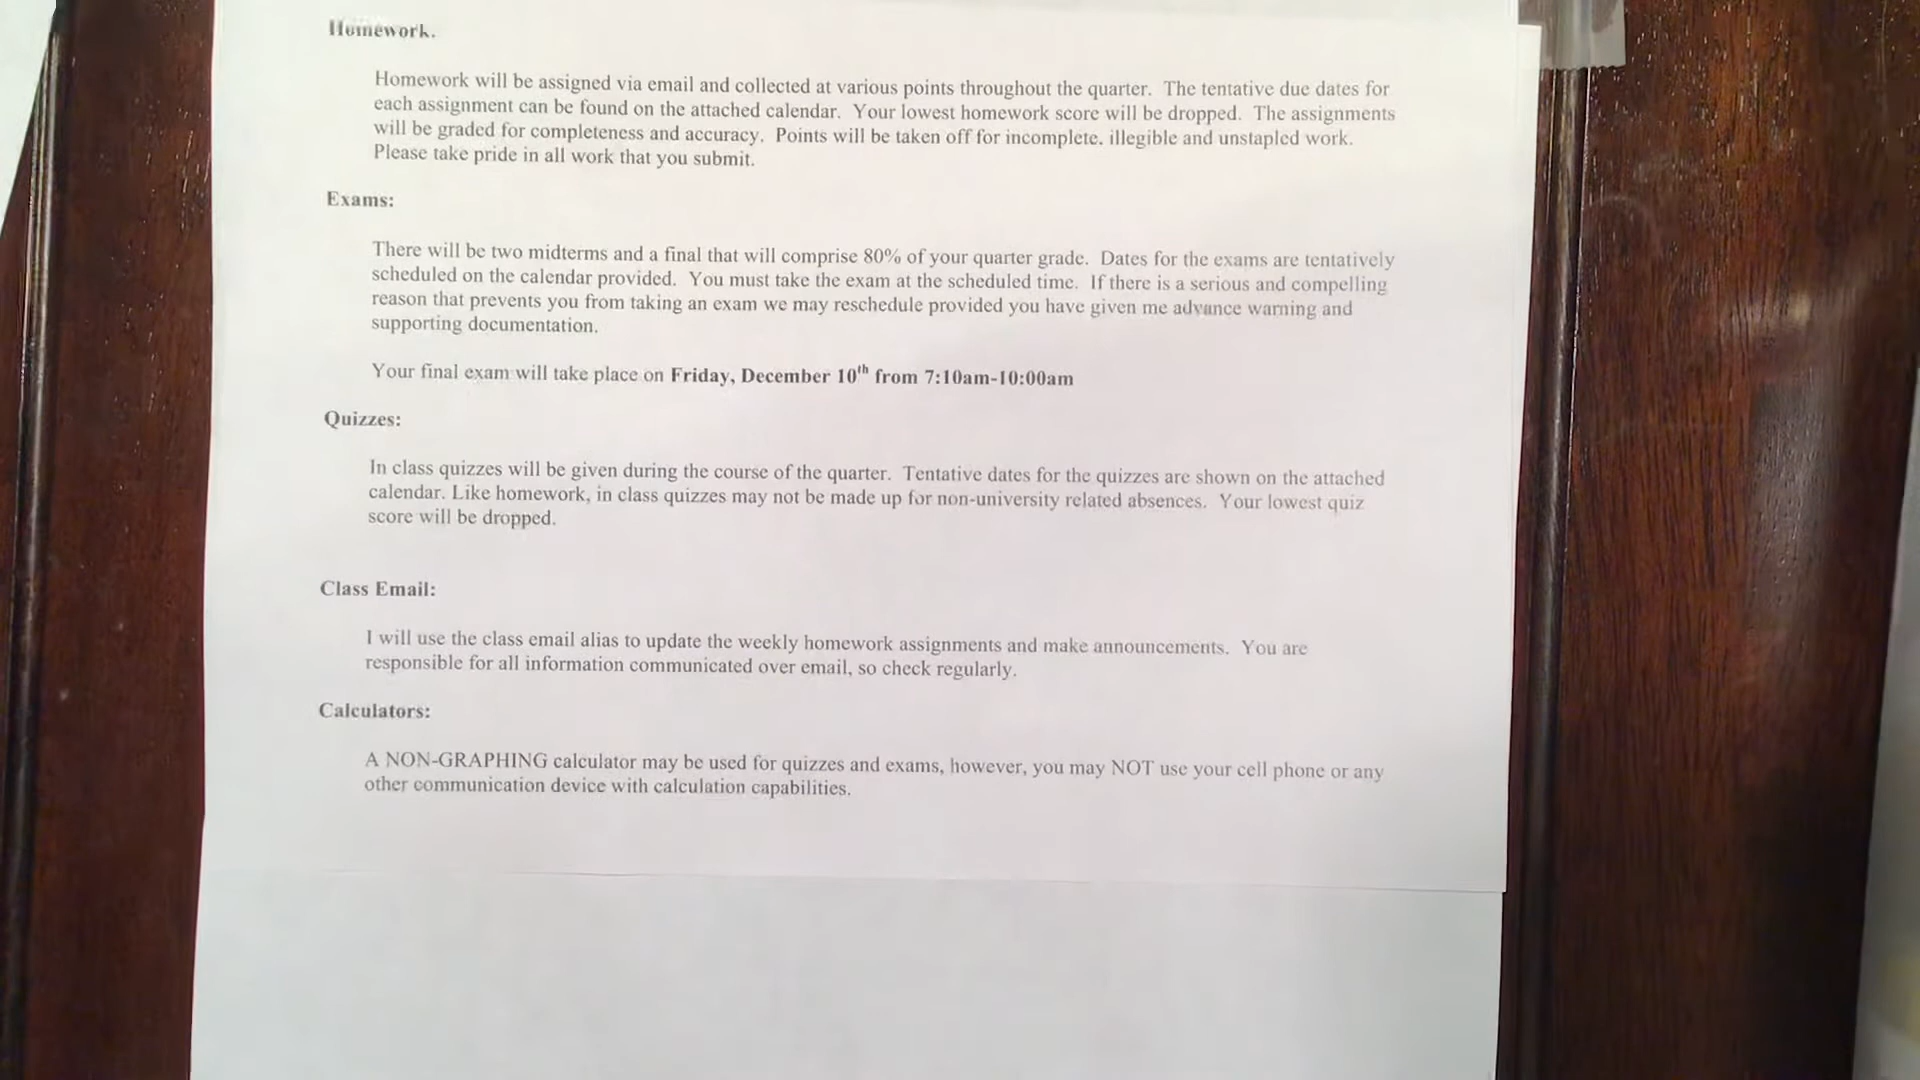 Homework.
Homework will be assigned via email and collected at various points throughout the quarter. The tentative due dates for
each assignment can be found on the attached calendar. Your lowest homework score will be dropped. The assignments
will be graded for completeness and accuracy. Points will be taken off for incomplete, illegible and unstapled work.
Please take pride in all work that you submit.
Exams:
There will be two midterms and a final that will comprise 80% of your quarter grade. Dates for the exams are tentatively
scheduled on the calendar provided. You must take the exam at the scheduled time. If there is a serious and compelling
reason that prevents you from taking an exam we may reschedule provided you have given me advance warning and
supporting documentation.
Your final exam will take place on Friday, December 10th from 7:10am-10:00am
Quizzes:
In class quizzes will be given during the course of the quarter. Tentative dates for the quizzes are shown on the attached
calendar. Like homework, in class quizzes may not be made up for non-university related absences. Your lowest quiz
score will be dropped.
Class Email:
I will use the class email alias to update the weekly homework assignments and make announcements. You are
responsible for all information communicated over email, so check regularly.
Calculators:
A NON-GRAPHING calculator may be used for quizzes and exams, however, you may NOT use your cell phone or any
other communication device with calculation capabilities.